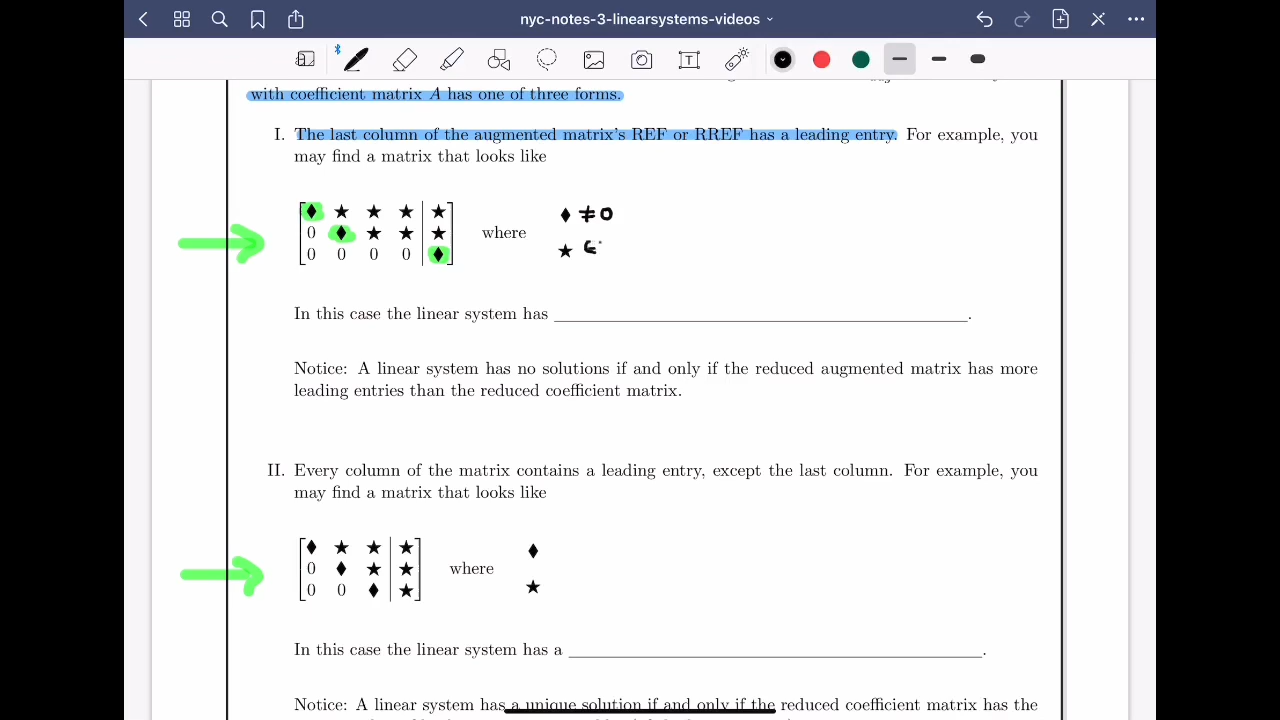 nyc-notes-3-linearsystems-videos
with coefficient matrix A has one of three forms.
I. The last column of the augmented matrix's REF or RREF has a leading entry. For example, you
may find a matrix that looks like
♦ ★ ★ ★ | ★
0 ♦ ★ ★ | ★ where ♦ ≠ 0
0 0 0 0 | ♦ ★ ∈
In this case the linear system has ______.
Notice: A linear system has no solutions if and only if the reduced augmented matrix has more
leading entries than the reduced coefficient matrix.
II. Every column of the matrix contains a leading entry, except the last column. For example, you
may find a matrix that looks like
♦ ★ ★ | ★ ♦
0 ♦ ★ | ★ where
0 0 ♦ | ★ ★
In this case the linear system has a ______.
Notice: A linear system has a unique solution if and only if the reduced coefficient matrix has the